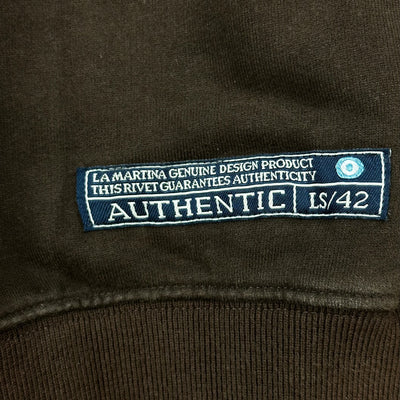 LA MARTINA GENUINE DESIGN PRODUCT
THIS RIVET GUARANTEES AUTHENTICITY
AUTHENTIC LS/42